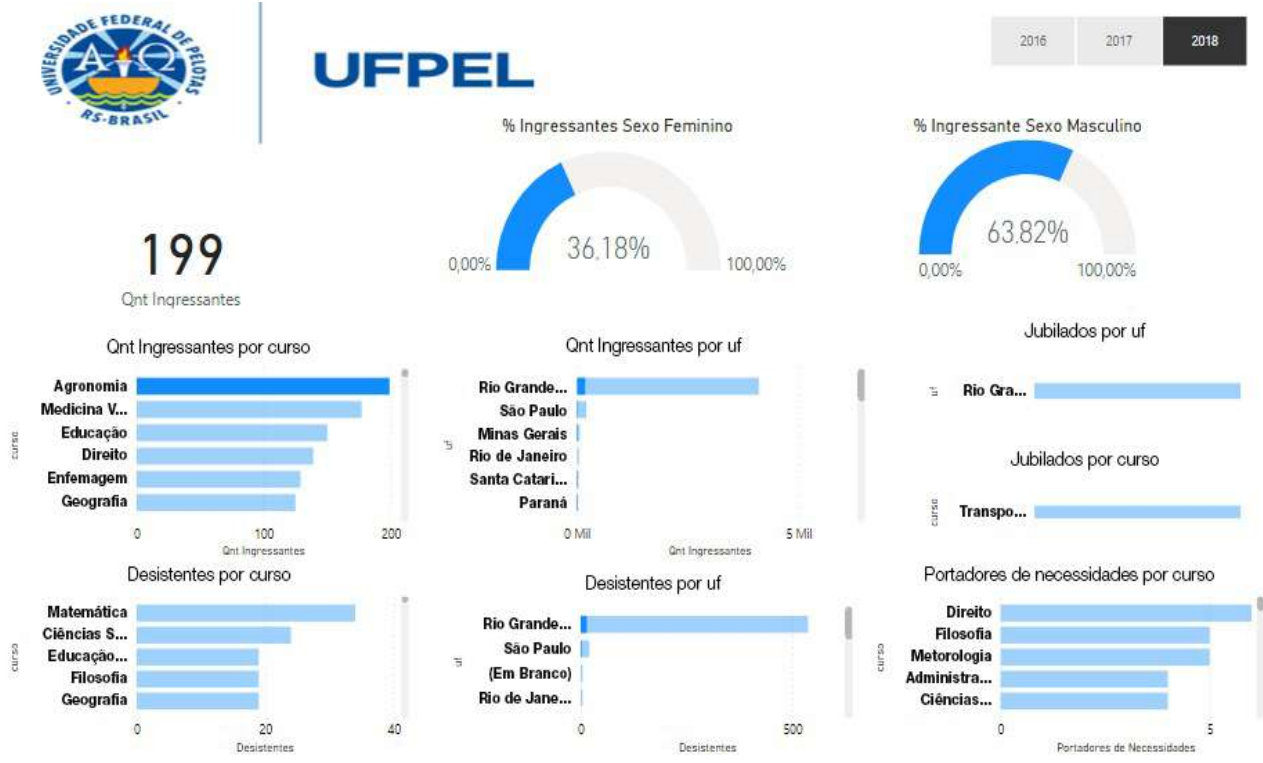 UNIVERSIDADE FEDERAL DE PELOTAS
RS-BRASIL
UFPEL
2016
2017
2018
% Ingressantes Sexo Feminino
36,18%
0,00%
100,00%
% Ingressante Sexo Masculino
63,82%
0,00%
100,00%
199
Qnt Ingressantes
Qnt Ingressantes por curso
curso
Agronomia
Medicina V...
Educação
Direito
Enfemagem
Geografia
0
100
200
Qnt Ingressantes
Qnt Ingressantes por uf
uf
Rio Grande...
São Paulo
Minas Gerais
Rio de Janeiro
Santa Catari...
Paraná
0 Mil
5 Mil
Qnt Ingressantes
Jubilados por uf
uf
Rio Gra...
Jubilados por curso
curso
Transpo...
Desistentes por curso
curso
Matemática
Ciências S...
Educação...
Filosofia
Geografia
0
20
40
Desistentes
Desistentes por uf
uf
Rio Grande...
São Paulo
(Em Branco)
Rio de Jane...
0
500
Desistentes
Portadores de necessidades por curso
curso
Direito
Filosofia
Metorologia
Administra...
Ciências...
0
5
Portadores de Necessidades